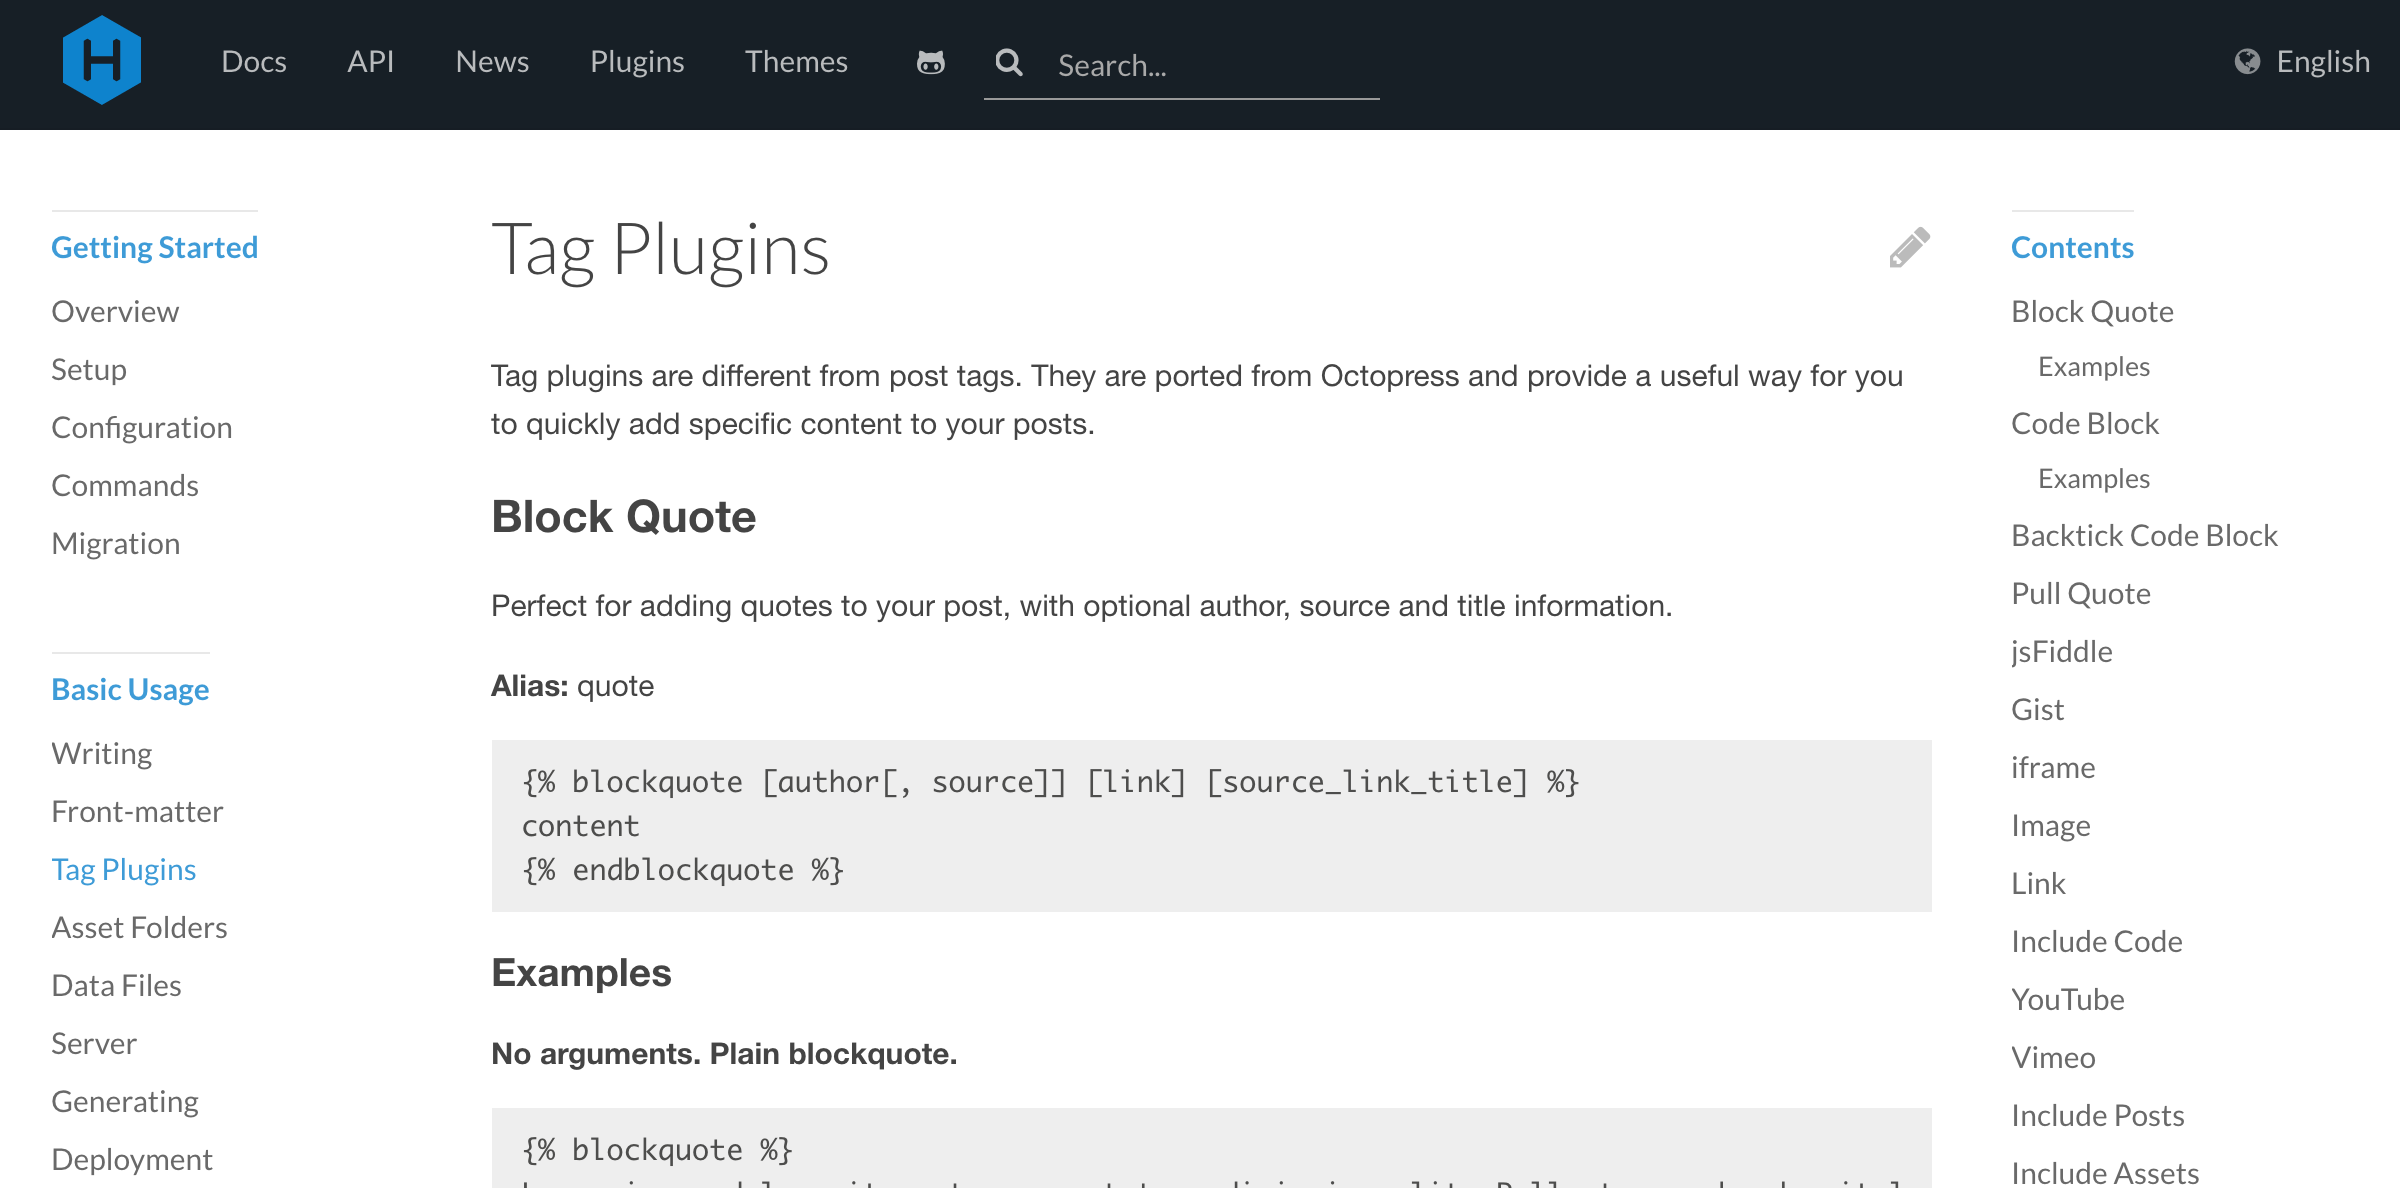 H
Docs
API
News
Plugins
Themes
Search...
English
Getting Started
Overview
Setup
Configuration
Commands
Migration
Basic Usage
Writing
Front-matter
Tag Plugins
Asset Folders
Data Files
Server
Generating
Deployment
Tag Plugins
Tag plugins are different from post tags. They are ported from Octopress and provide a useful way for you
to quickly add specific content to your posts.
Block Quote
Perfect for adding quotes to your post, with optional author, source and title information.
Alias: quote
{% blockquote [author[, source]] [link] [source_link_title] %}
content
{% endblockquote %}
Examples
No arguments. Plain blockquote.
{% blockquote %}
Contents
Block Quote
Examples
Code Block
Examples
Backtick Code Block
Pull Quote
jsFiddle
Gist
iframe
Image
Link
Include Code
YouTube
Vimeo
Include Posts
Include Assets